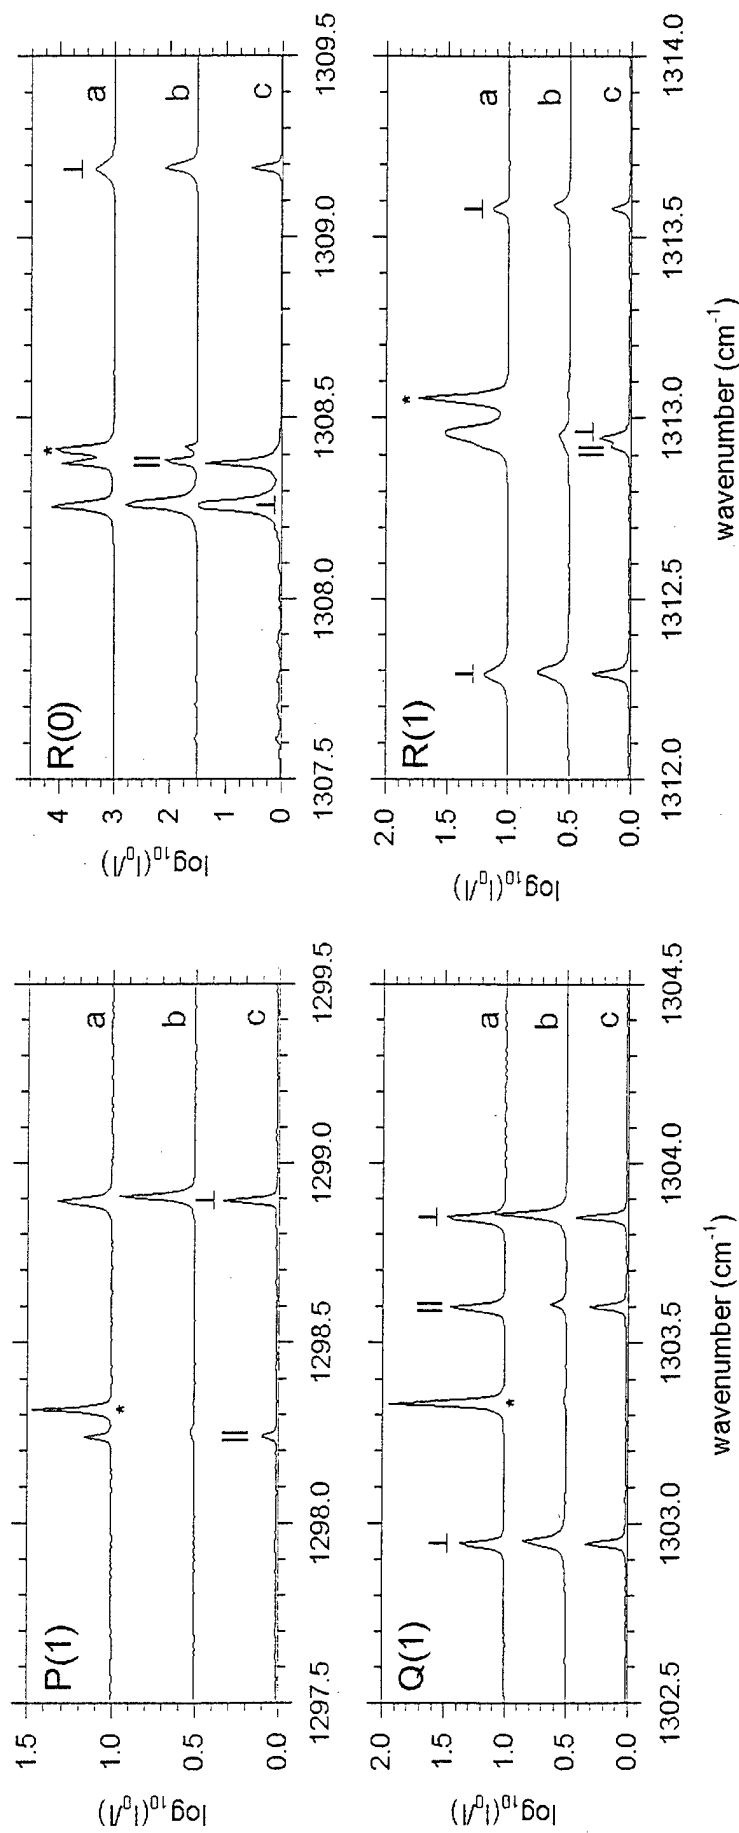 P(1)
a
b
c
*
||
⊥
1.5
1.0
0.5
0.0
log10(I0/I)
1297.5
1298.0
1298.5
1299.0
1299.5
R(0)
a
b
c
⊥
||
*
⊥
4
3
2
1
0
log10(I0/I)
1307.5
1308.0
1308.5
1309.0
1309.5
Q(1)
a
b
c
⊥
*
||
⊥
2.0
1.5
1.0
0.5
0.0
log10(I0/I)
1302.5
1303.0
1303.5
1304.0
1304.5
wavenumber (cm-1)
R(1)
a
b
c
⊥
||
⊥
*
⊥
2.0
1.5
1.0
0.5
0.0
log10(I0/I)
1312.0
1312.5
1313.0
1313.5
1314.0
wavenumber (cm-1)